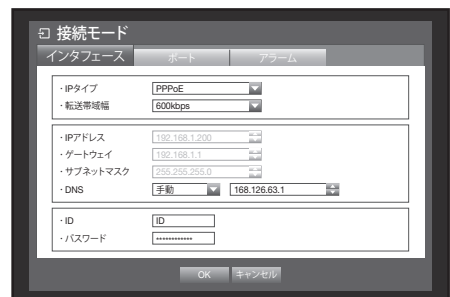 接続モード
インタフェース ポート アラーム
・IPタイプ PPPoE
・転送帯域幅 600kbps
・IPアドレス 192.168.1.200
・ゲートウェイ 192.168.1.1
・サブネットマスク 255.255.255.0
・DNS 手動 168.126.63.1
・ID ID
・パスワード ************
OK キャンセル